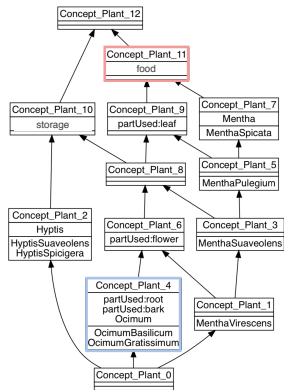 Concept_Plant_12
Concept_Plant_11
food
Concept_Plant_10
storage
Concept_Plant_9
partUsed:leaf
Concept_Plant_7
Mentha
MenthaSpicata
Concept_Plant_8
Concept_Plant_5
MenthaPulegium
Concept_Plant_2
Hyptis
HyptisSuaveolens
HyptisSpicigera
Concept_Plant_6
partUsed:flower
Concept_Plant_3
MenthaSuaveolens
Concept_Plant_4
partUsed:root
partUsed:bark
Ocimum
OcimumBasilicum
OcimumGratissimum
Concept_Plant_1
MenthaVirescens
Concept_Plant_0